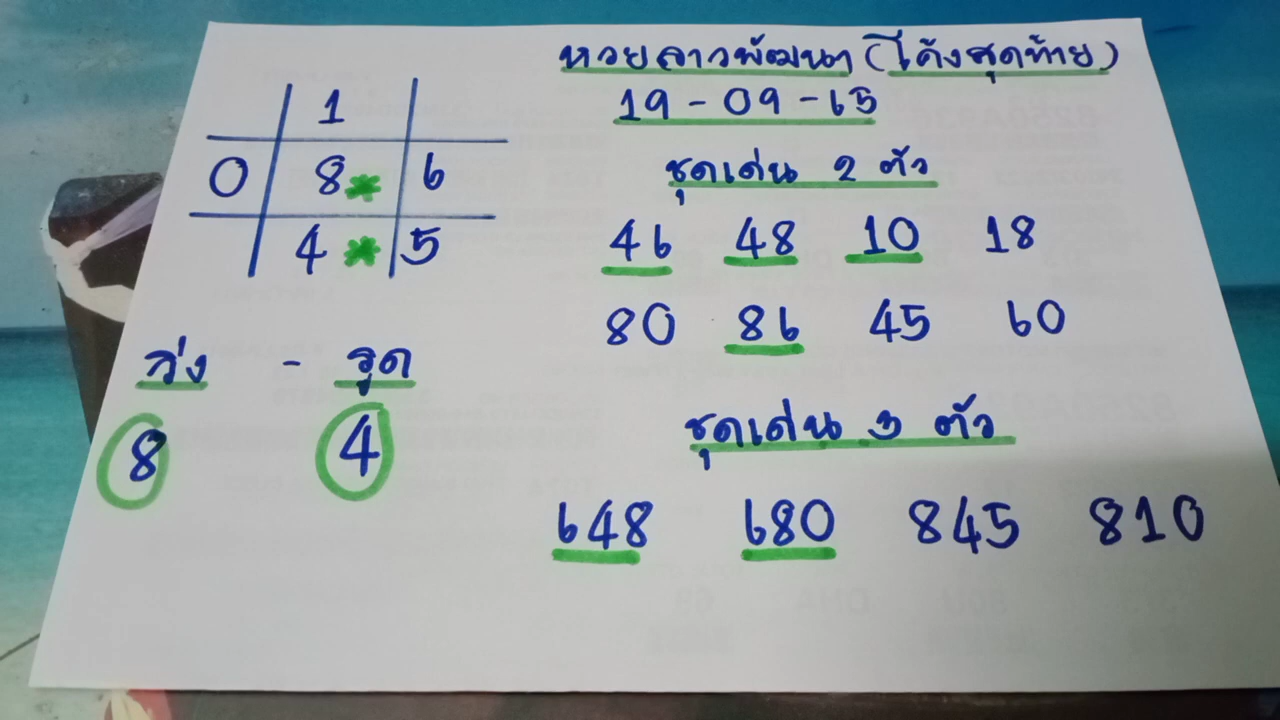 หวยลาวพัฒนา (โค้งสุดท้าย)
19 - 09 - 65
1
0 8* 6
4* 5
ชุดเด่น 2 ตัว
46 48 10 18
80 86 45 60
วิ่ง - รูด
8 4
ชุดเด่น 3 ตัว
648 680 845 810